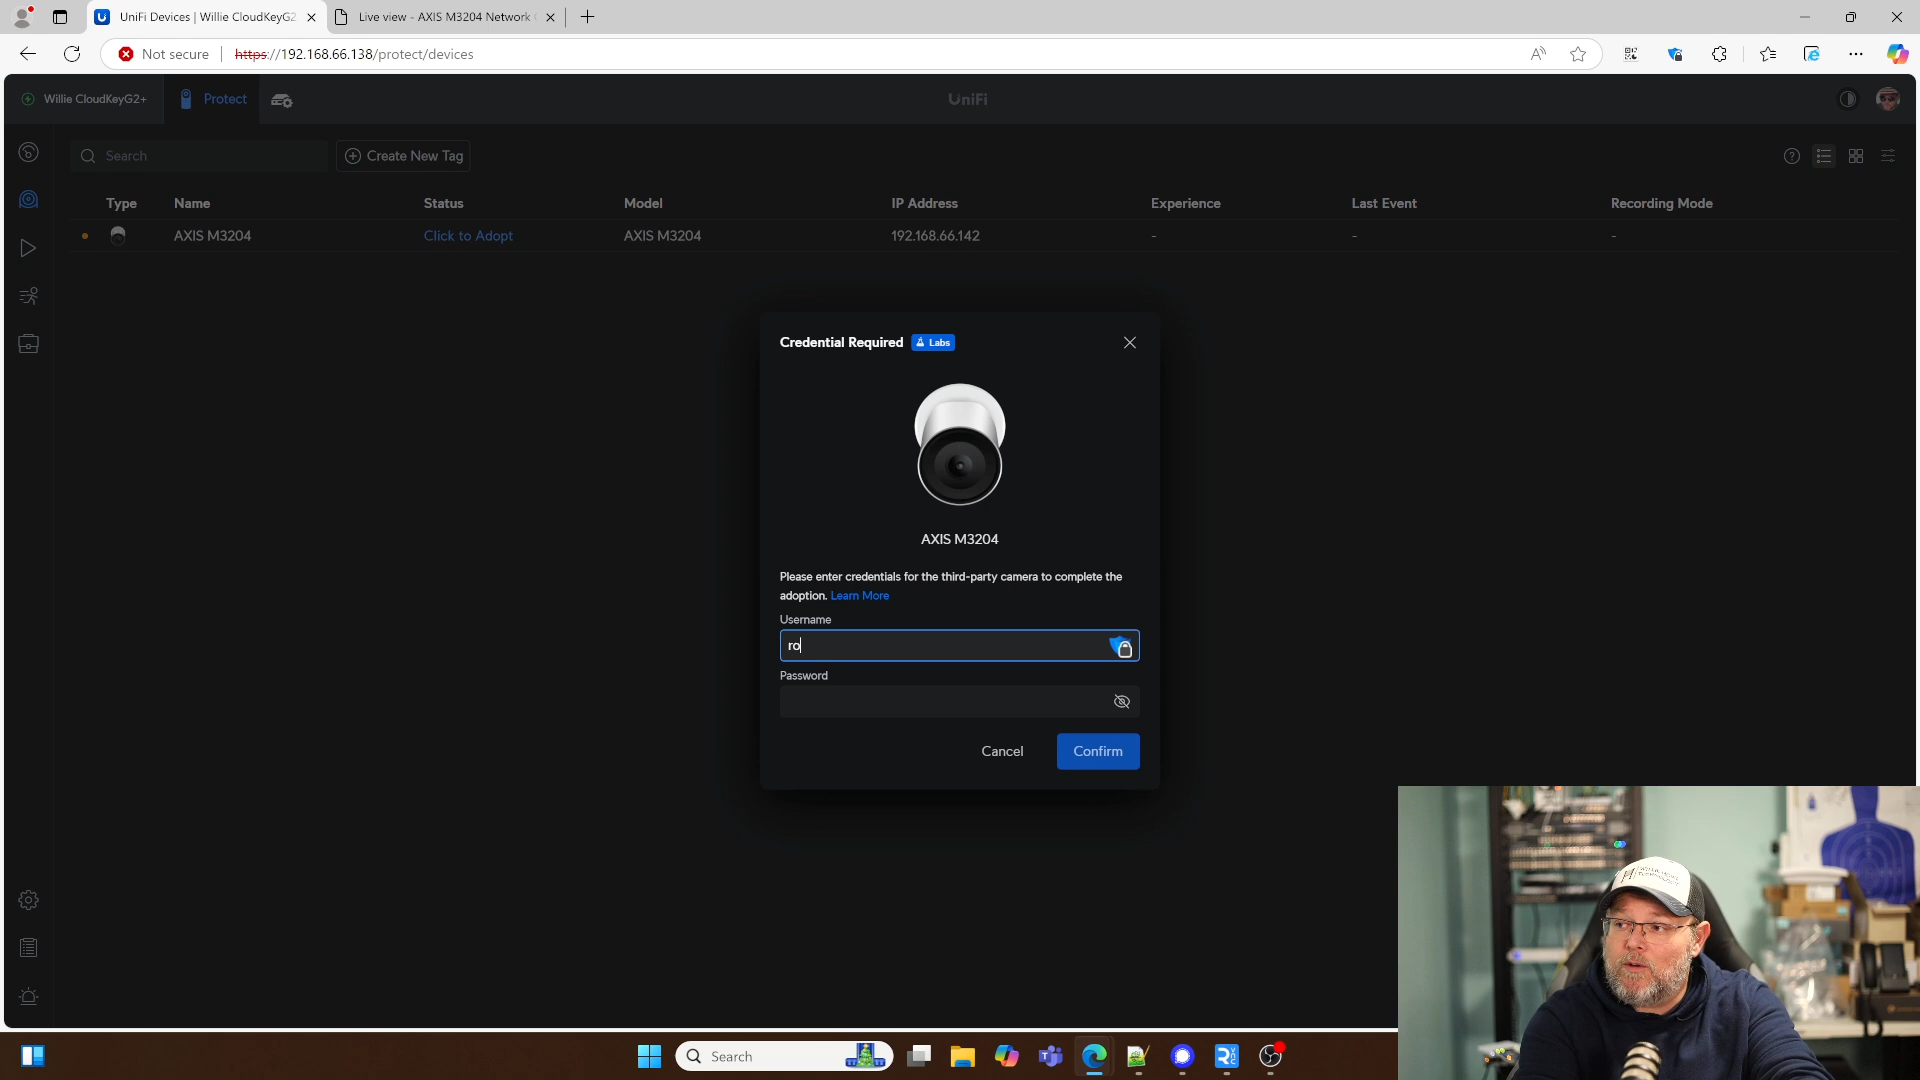 UniFi Devices | Willie CloudKeyG2
Live view - AXIS M3204 Network
Not secure
https://192.168.66.138/protect/devices
Willie CloudKeyG2+
Protect
UniFi
Search
Create New Tag
Type Name Status Model IP Address Experience Last Event Recording Mode
AXIS M3204 Click to Adopt AXIS M3204 192.168.66.142 - - -
Credential Required Labs
AXIS M3204
Please enter credentials for the third-party camera to complete the
adoption. Learn More
Username
ro
Password
Cancel Confirm
Search